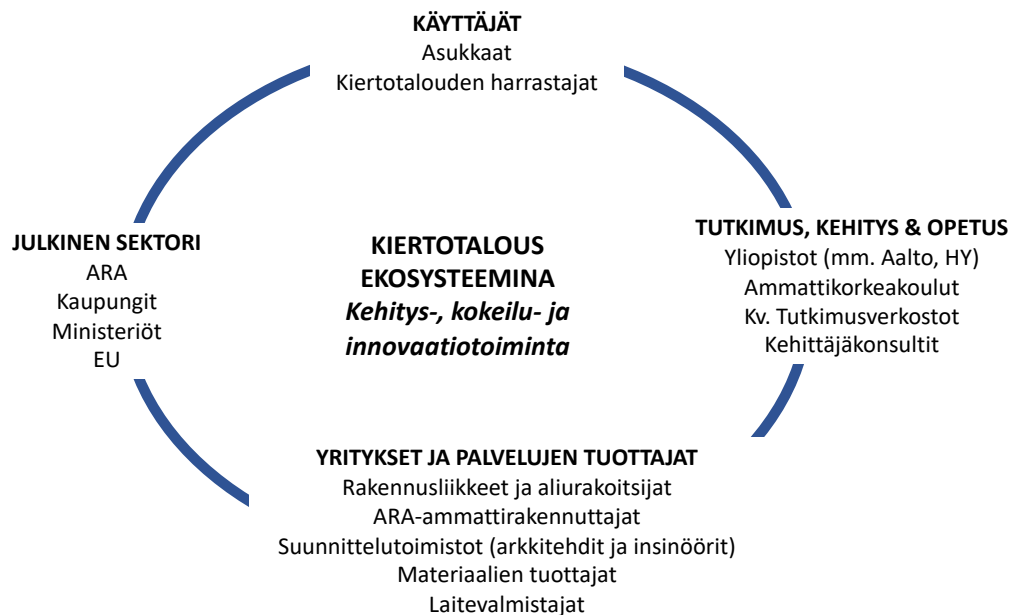 KÄYTTÄJÄT
Asukkaat
Kiertotalouden harrastajat
JULKINEN SEKTORI
ARA
Kaupungit
Ministeriöt
EU
KIERTOTALOUS
EKOSYSTEEMINA
Kehitys-, kokeilu- ja
innovaatiotoiminta
TUTKIMUS, KEHITYS & OPETUS
Yliopistot (mm. Aalto, HY)
Ammattikorkeakoulut
Kv. Tutkimusverkostot
Kehittäjäkonsultit
YRITYKSET JA PALVELUJEN TUOTTAJAT
Rakennusliikkeet ja aliurakoitsijat
ARA-ammattirakennuttajat
Suunnittelutoimistot (arkkitehdit ja insinöörit)
Materiaalien tuottajat
Laitevalmistajat